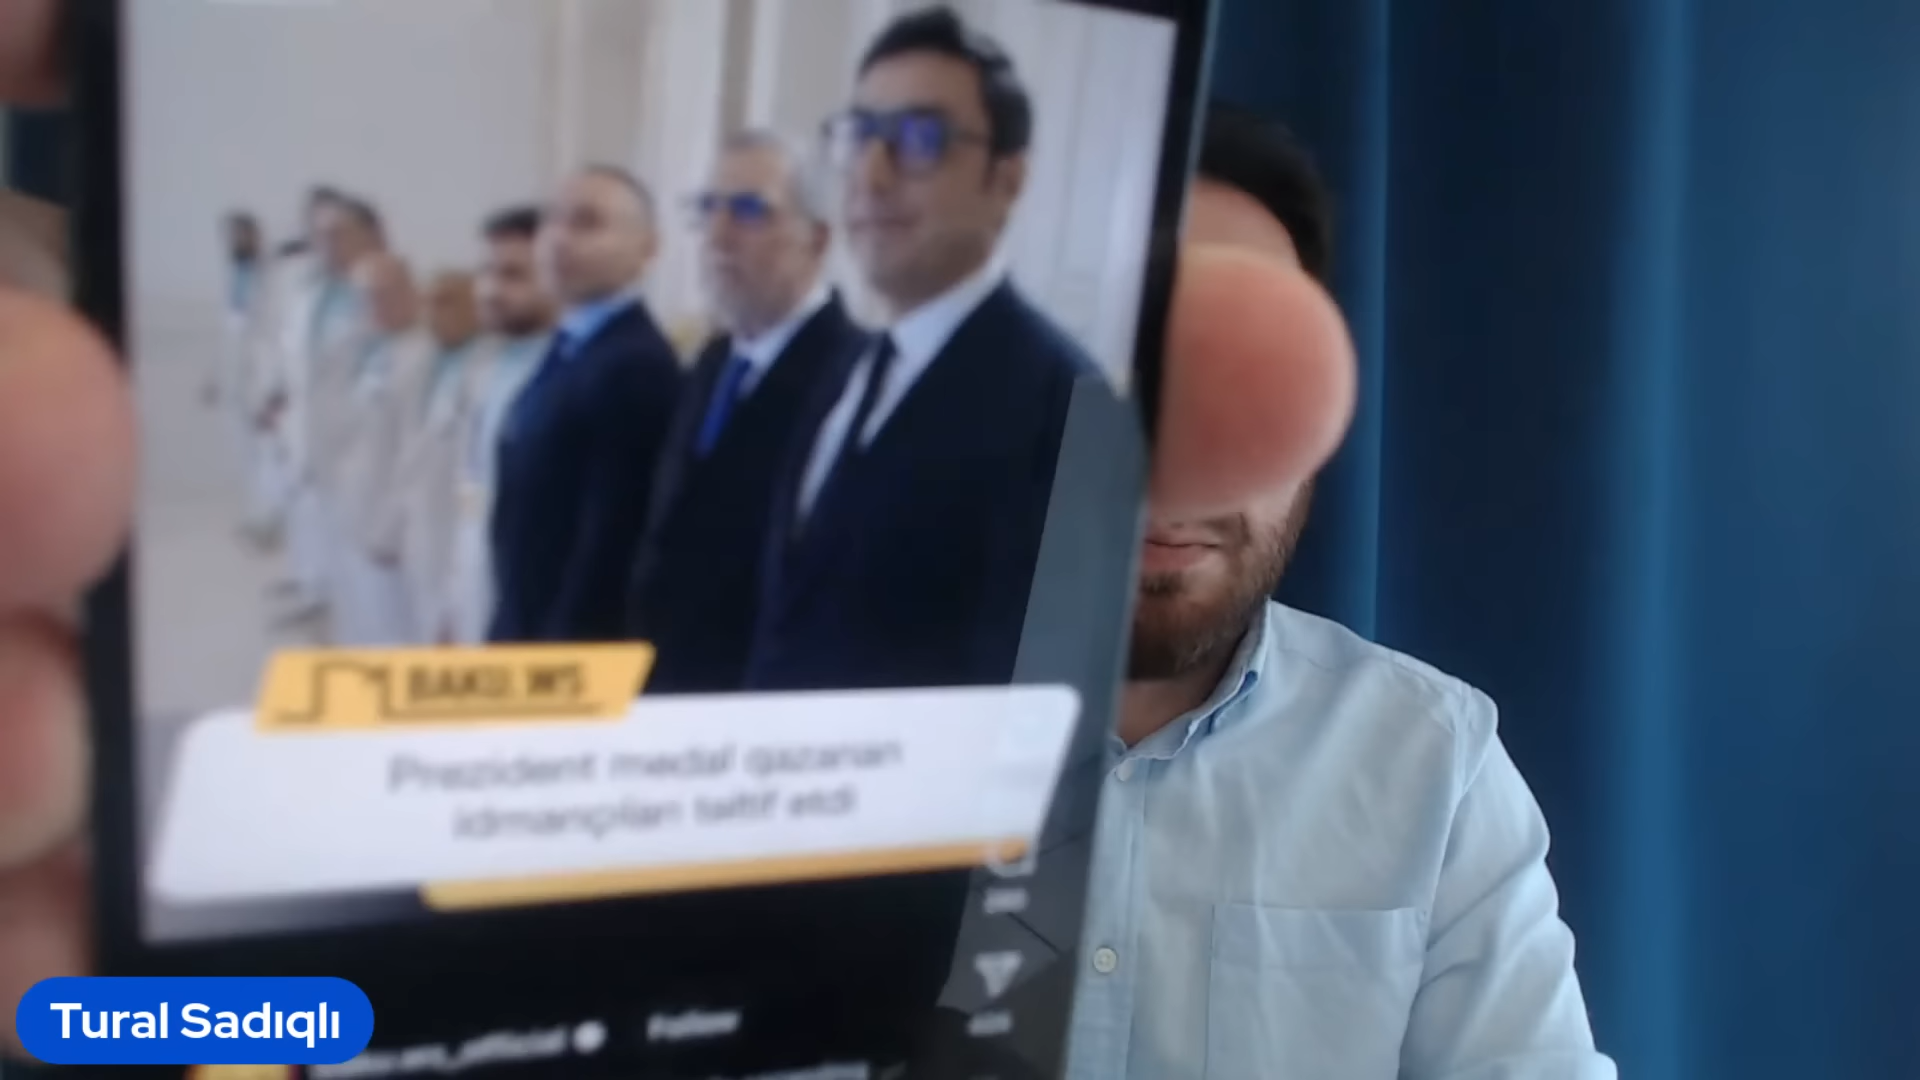 BAKU.WS
Prezident medal qazanan
idmançıları təltif etdi
Follow
Tural Sadıqlı